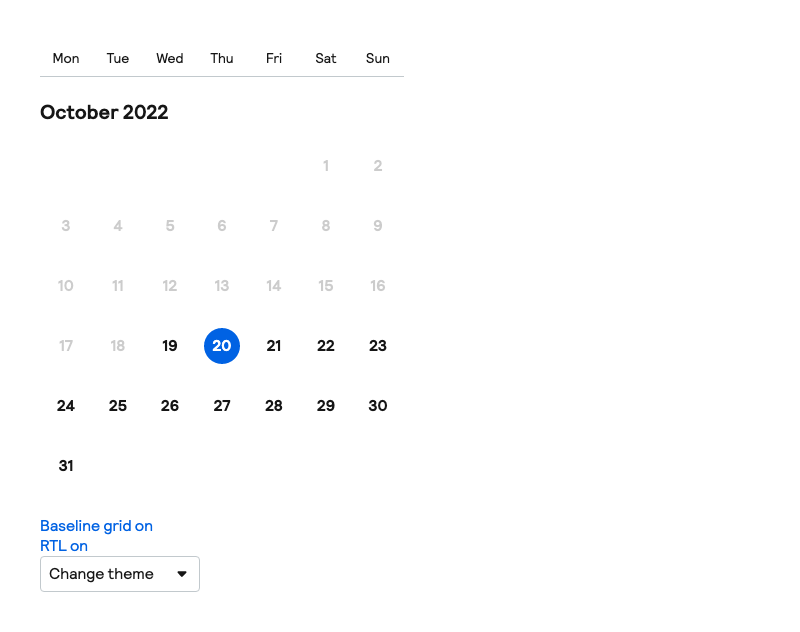 Mon Tue Wed Thu Fri Sat Sun
October 2022
1 2
3 4 5 6 7 8 9
10 11 12 13 14 15 16
17 18 19 20 21 22 23
24 25 26 27 28 29 30
31
Baseline grid on
RTL on
Change theme